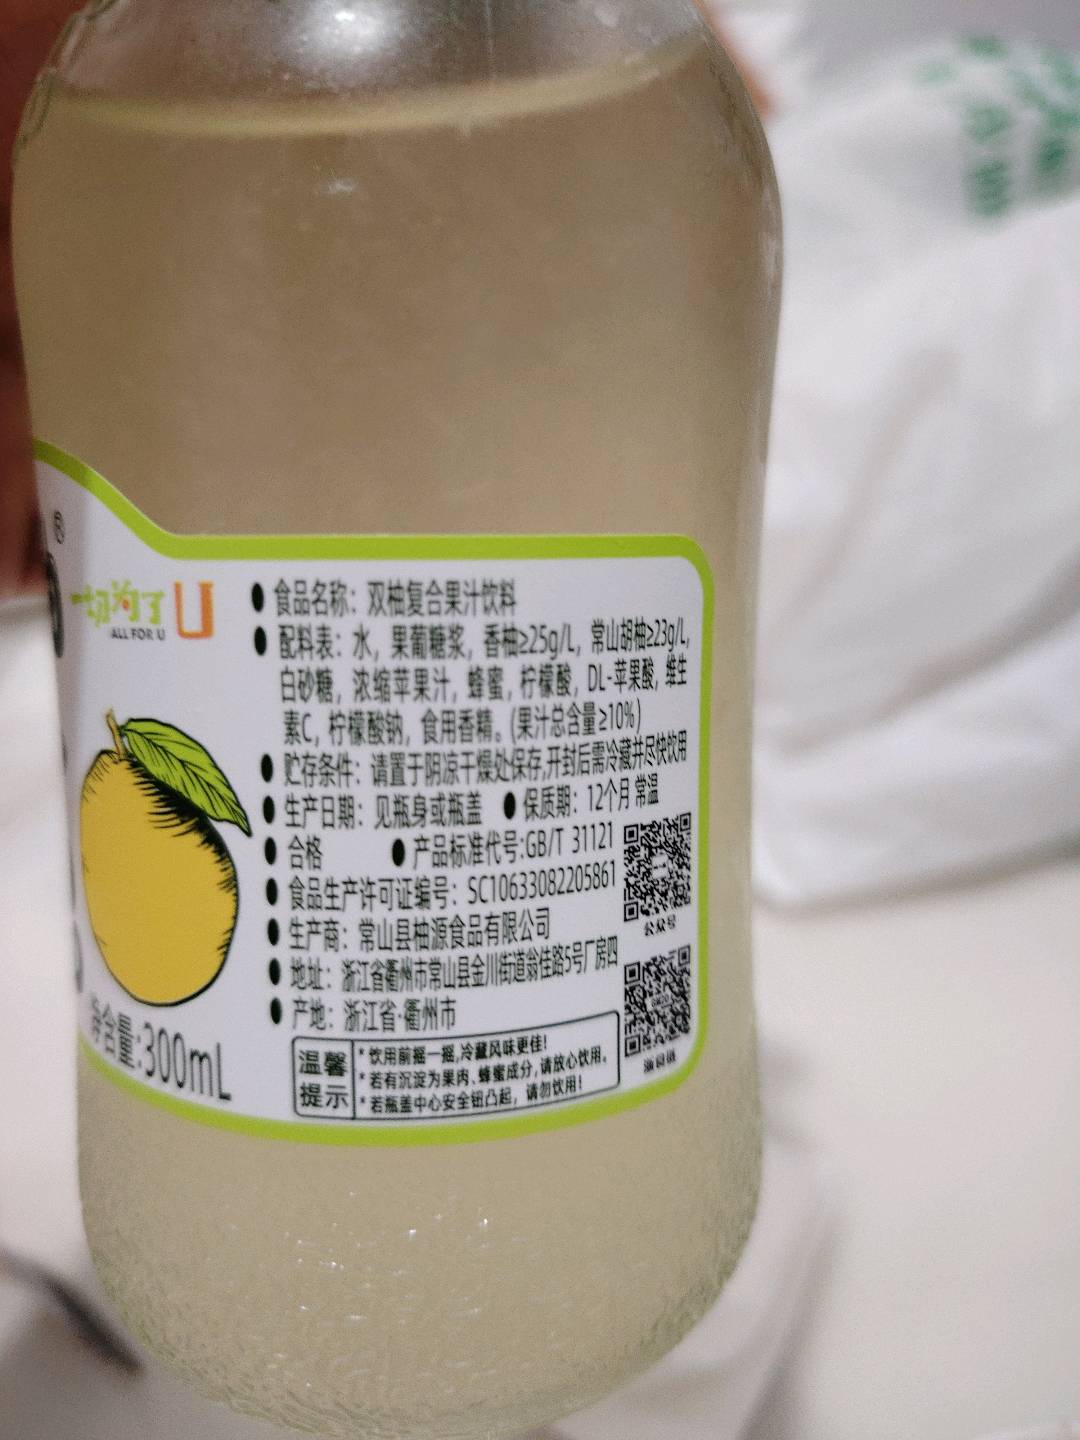 ®
一切为了 U
ALL FOR U
● 食品名称：双柚复合果汁饮料
● 配料表：水，果葡糖浆，香柚≥25g/L，常山胡柚≥23g/L，
白砂糖，浓缩苹果汁，蜂蜜，柠檬酸，DL-苹果酸，维生
素C，柠檬酸钠，食用香精。(果汁总含量≥10%)
● 贮存条件：请置于阴凉干燥处保存,开封后需冷藏并尽快饮用
● 生产日期：见瓶身或瓶盖 ● 保质期：12个月 常温
● 合格 ● 产品标准代号:GB/T 31121
● 食品生产许可证编号：SC10633082205861
● 生产商：常山县柚源食品有限公司
● 地址：浙江省衢州市常山县金川街道翁佳路5号厂房四
● 产地：浙江省·衢州市
公众号
含量:300mL
温馨
提示
* 饮用前摇一摇,冷藏风味更佳!
* 若有沉淀为果肉、蜂蜜成分,请放心饮用。
* 若瓶盖中心安全钮凸起，请勿饮用!